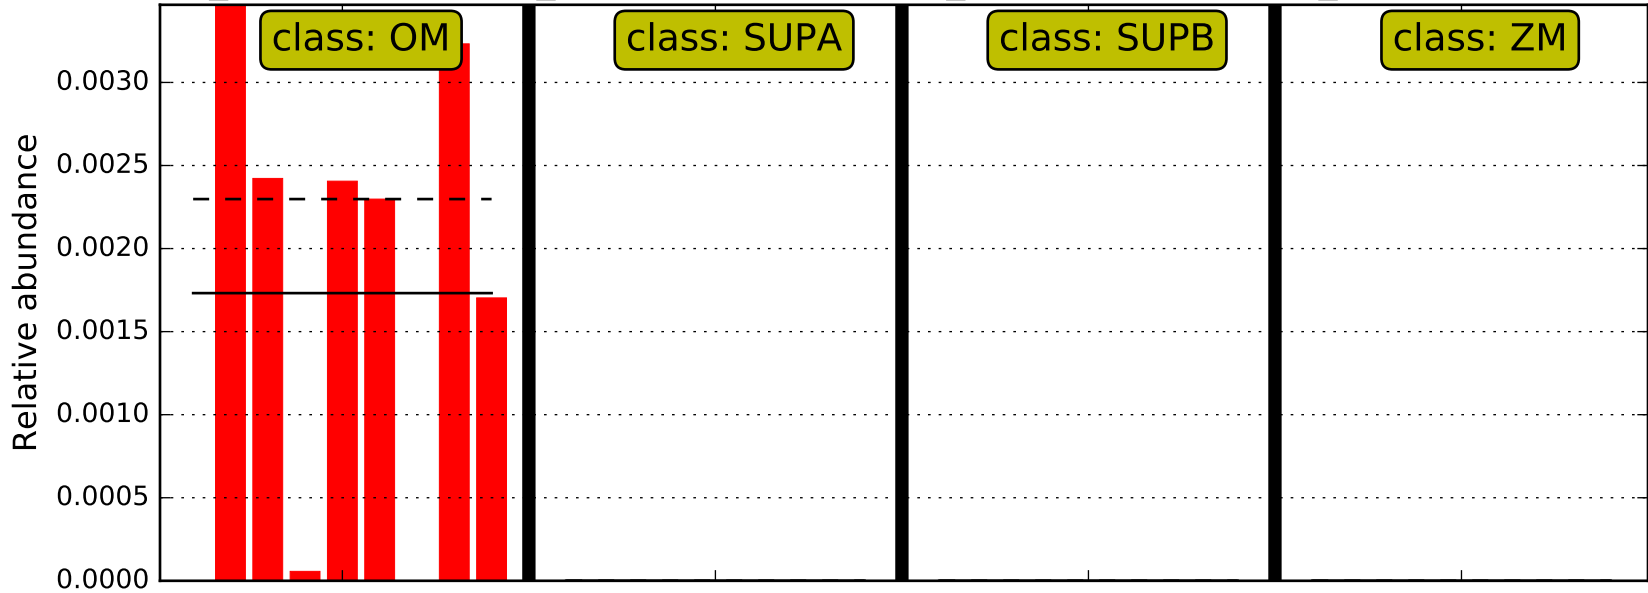 class: OM
class: SUPA
class: SUPB
class: ZM
Relative abundance
0.0030
0.0025
0.0020
0.0015
0.0010
0.0005
0.0000